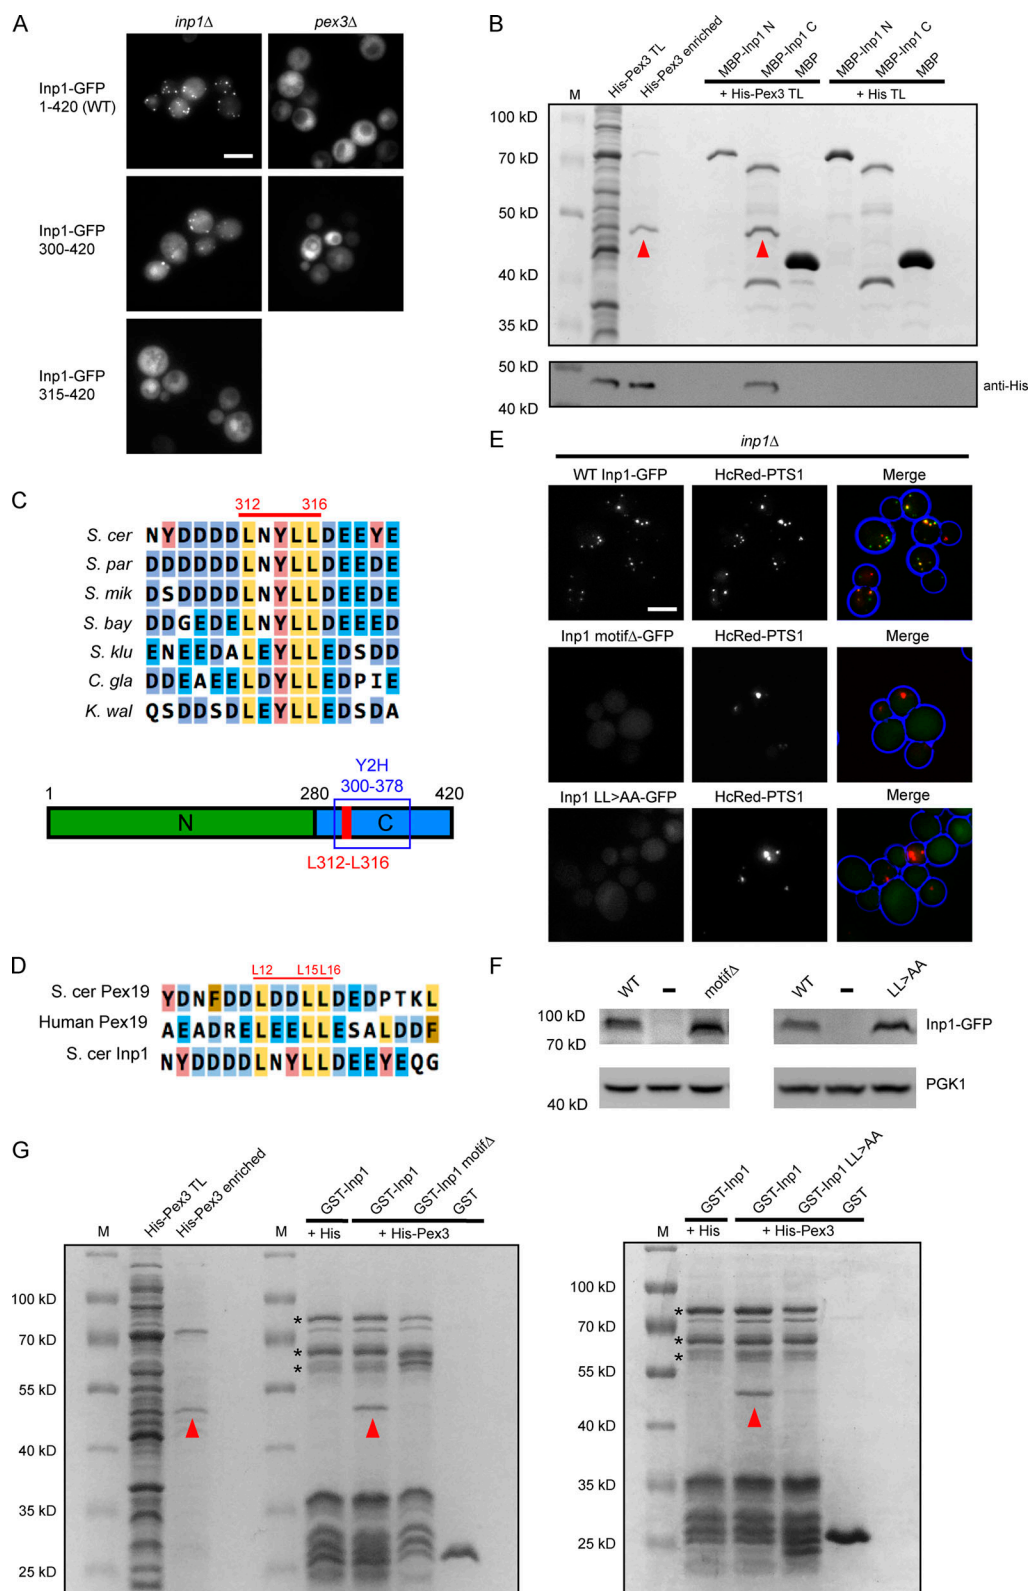 A
inp1Δ
pex3Δ
Inp1-GFP
1-420 (WT)
Inp1-GFP
300-420
Inp1-GFP
315-420
B
His-Pex3 TL
His-Pex3 enriched
MBP-Inp1 N
MBP-Inp1 C
MBP
MBP-Inp1 N
MBP-Inp1 C
MBP
M
+ His-Pex3 TL
+ His TL
100 kD
70 kD
50 kD
40 kD
35 kD
50 kD
40 kD
anti-His
C
312 316
S. cer NYDDDDLNYLLDEEYE
S. par DDDDDDLNYLLDEEDE
S. mik DSDDDDLNYLLDEEDE
S. bay DDGEDELNYLLDEEED
S. klu ENEEDALEYLLEDSDD
C. gla DDEAEELDYLLEDPIE
K. wal QSDDSDLEYLLEDSDA
Y2H
300-378
1 280 420
N C
L312-L316
D
L12 L15 L16
S. cer Pex19 YDNFDDLDDLLDEDPTKL
Human Pex19 AEADRELEELLESALDDF
S. cer Inp1 NYDDDDLNYLLDEEYEQG
E
inp1Δ
WT Inp1-GFP HcRed-PTS1 Merge
Inp1 motifΔ-GFP HcRed-PTS1 Merge
Inp1 LL>AA-GFP HcRed-PTS1 Merge
F
WT – motifΔ WT – LL>AA
100 kD
70 kD
Inp1-GFP
40 kD
PGK1
G
His-Pex3 TL
His-Pex3 enriched
GST-Inp1
GST-Inp1
GST-Inp1 motifΔ
GST
M M
+ His + His-Pex3
100 kD
70 kD
55 kD
40 kD
35 kD
25 kD
*
*
*
GST-Inp1
GST-Inp1
GST-Inp1 LL>AA
GST
M
+ His + His-Pex3
100 kD
70 kD
55 kD
40 kD
35 kD
25 kD
*
*
*